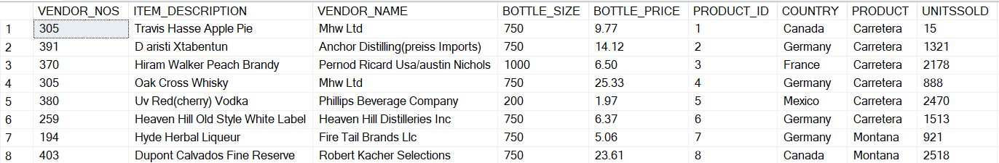 VENDOR_NOS ITEM_DESCRIPTION VENDOR_NAME BOTTLE_SIZE BOTTLE_PRICE PRODUCT_ID COUNTRY PRODUCT UNITSSOLD
1 305 Travis Hasse Apple Pie Mhw Ltd 750 9.77 1 Canada Carretera 15
2 391 D aristi Xtabentun Anchor Distilling(preiss Imports) 750 14.12 2 Germany Carretera 1321
3 370 Hiram Walker Peach Brandy Pernod Ricard Usa/austin Nichols 1000 6.50 3 France Carretera 2178
4 305 Oak Cross Whisky Mhw Ltd 750 25.33 4 Germany Carretera 888
5 380 Uv Red(cherry) Vodka Phillips Beverage Company 200 1.97 5 Mexico Carretera 2470
6 259 Heaven Hill Old Style White Label Heaven Hill Distilleries Inc 750 6.37 6 Germany Carretera 1513
7 194 Hyde Herbal Liqueur Fire Tail Brands Llc 750 5.06 7 Germany Montana 921
8 403 Dupont Calvados Fine Reserve Robert Kacher Selections 750 23.61 8 Canada Montana 2518